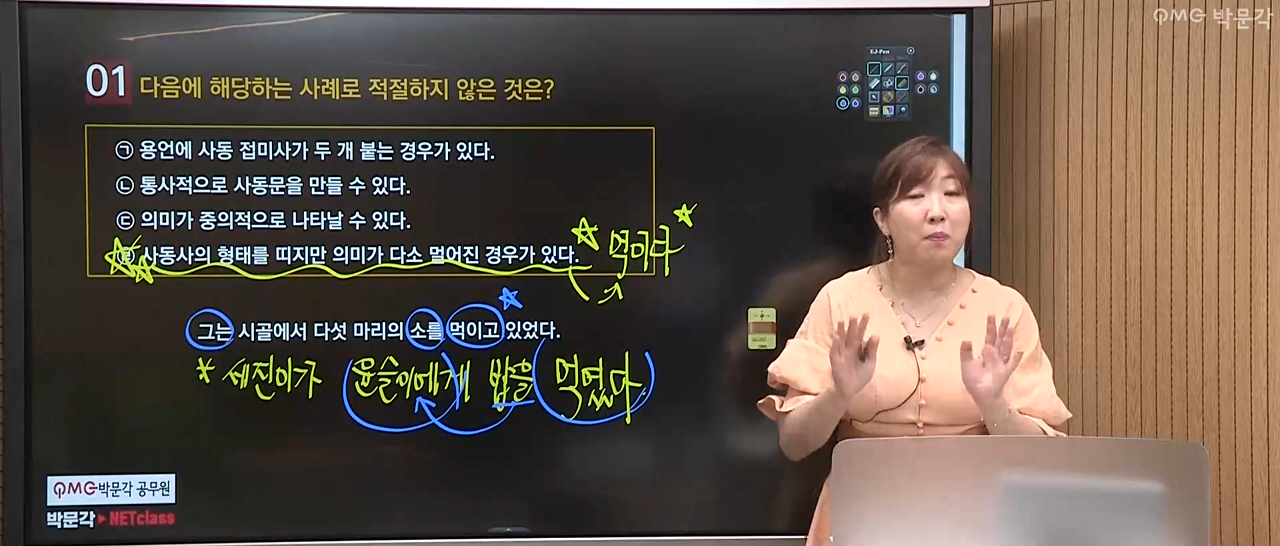 QMG 박문각
EJ-Pen
01 다음에 해당하는 사례로 적절하지 않은 것은?
㉠ 용언에 사동 접미사가 두 개 붙는 경우가 있다.
㉡ 통사적으로 사동문을 만들 수 있다.
㉢ 의미가 중의적으로 나타날 수 있다.
㉣ 사동사의 형태를 띠지만 의미가 다소 멀어진 경우가 있다.
먹이다
그는 시골에서 다섯 마리의 소를 먹이고 있었다.
* 세진이가 윤슬이에게 밥을 먹였다.
QMG박문각 공무원
박문각 ▶ NETclass